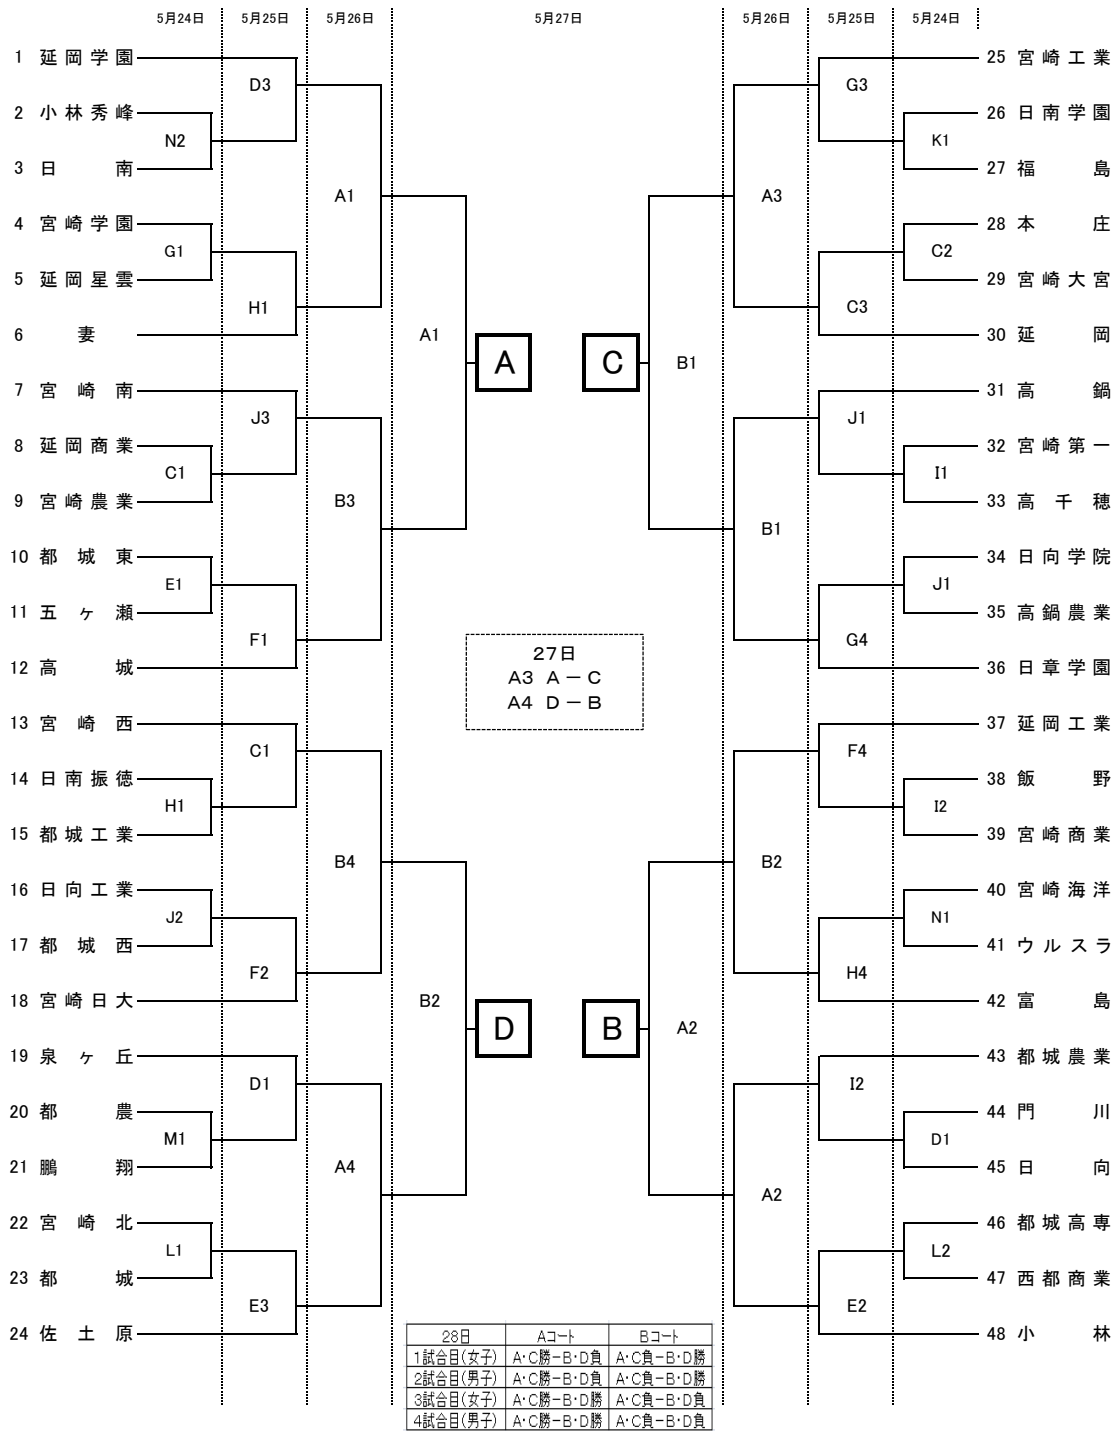 5月24日 5月25日 5月26日 5月27日 5月26日 5月25日 5月24日
1 延岡学園
D3
2 小林秀峰
N2
3 日南
A1
4 宮崎学園
G1
5 延岡星雲
H1
6 妻
A1
A
7 宮崎南
J3
8 延岡商業
C1
9 宮崎農業
B3
10 都城東
E1
11 五ヶ瀬
F1
12 高城
13 宮崎西
C1
14 日南振徳
H1
15 都城工業
B4
16 日向工業
J2
17 都城西
F2
18 宮崎日大
B2
D
19 泉ヶ丘
D1
20 都農
M1
21 鵬翔
A4
22 宮崎北
L1
23 都城
E3
24 佐土原
27日
A3 A－C
A4 D－B
25 宮崎工業
G3
26 日南学園
K1
27 福島
A3
28 本庄
C2
29 宮崎大宮
C3
30 延岡
B1
C
31 高鍋
J1
32 宮崎第一
I1
33 高千穂
B1
34 日向学院
J1
35 高鍋農業
G4
36 日章学園
37 延岡工業
F4
38 飯野
I2
39 宮崎商業
B2
40 宮崎海洋
N1
41 ウルスラ
H4
42 富島
A2
B
43 都城農業
I2
44 門川
D1
45 日向
A2
46 都城高専
L2
47 西都商業
E2
48 小林
28日 Aコート Bコート
1試合目(女子) A・C勝－B・D負 A・C負－B・D勝
2試合目(男子) A・C勝－B・D負 A・C負－B・D勝
3試合目(女子) A・C勝－B・D勝 A・C負－B・D負
4試合目(男子) A・C勝－B・D勝 A・C負－B・D負